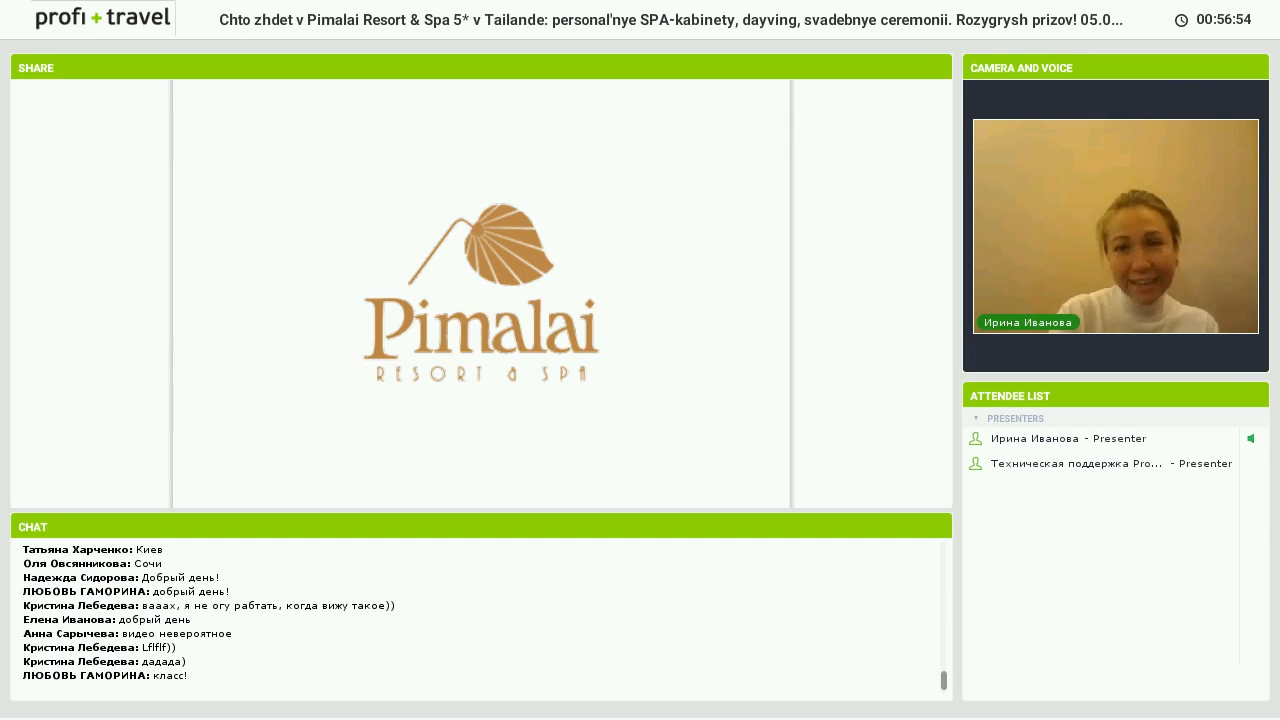 profi + travel
Chto zhdet v Pimalai Resort & Spa 5* v Tailande: personal'nye SPA-kabinety, dayving, svadebnye ceremonii. Rozygrysh prizov! 05.0...
00:56:54
SHARE
Pimalai
RESORT & SPA
CAMERA AND VOICE
Ирина Иванова
ATTENDEE LIST
PRESENTERS
Ирина Иванова - Presenter
Техническая поддержка Pro... - Presenter
CHAT
Татьяна Харченко: Киев
Оля Овсянникова: Сочи
Надежда Сидорова: Добрый день!
ЛЮБОВЬ ГАМОРИНА: добрый день!
Кристина Лебедева: вааах, я не огу рабтать, когда вижу такое))
Елена Иванова: добрый день
Анна Сарычева: видео невероятное
Кристина Лебедева: Lflflf))
Кристина Лебедева: дадада)
ЛЮБОВЬ ГАМОРИНА: класс!